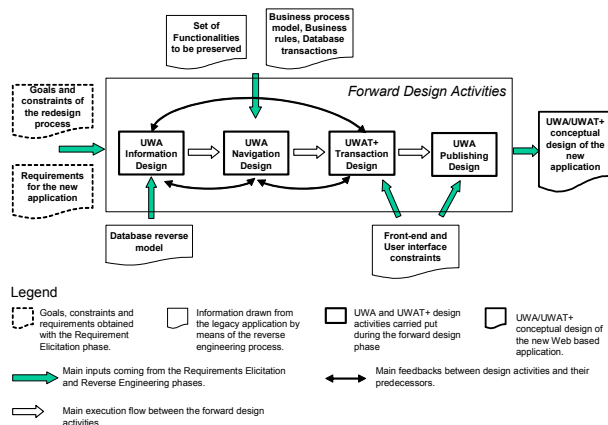 Set of
Functionalities
to be preserved
Business process
model, Business
rules, Database
transactions
Goals and
constraints of
the redesign
process
Forward Design Activities
UWA/UWAT+
conceptual
design of the
new
application
UWA
Information
Design
UWA
Navigation
Design
UWAT+
Transaction
Design
UWA
Publishing
Design
Requirements
for the new
application
Database reverse
model
Front-end and
User interface
constraints
Legend
Goals, constraints and
requirements obtained
with the Requirement
Elicitation phase.
Information drawn from
the legacy application by
means of the reverse
engineering process.
UWA and UWAT+ design
activities carried put
during the forward design
phase
UWA/UWAT+
conceptual design of
the new Web based
application.
Main inputs coming from the Requirements Elicitation
and Reverse Engineering phases.
Main feedbacks between design activities and their
predecessors.
Main execution flow between the forward design
activities